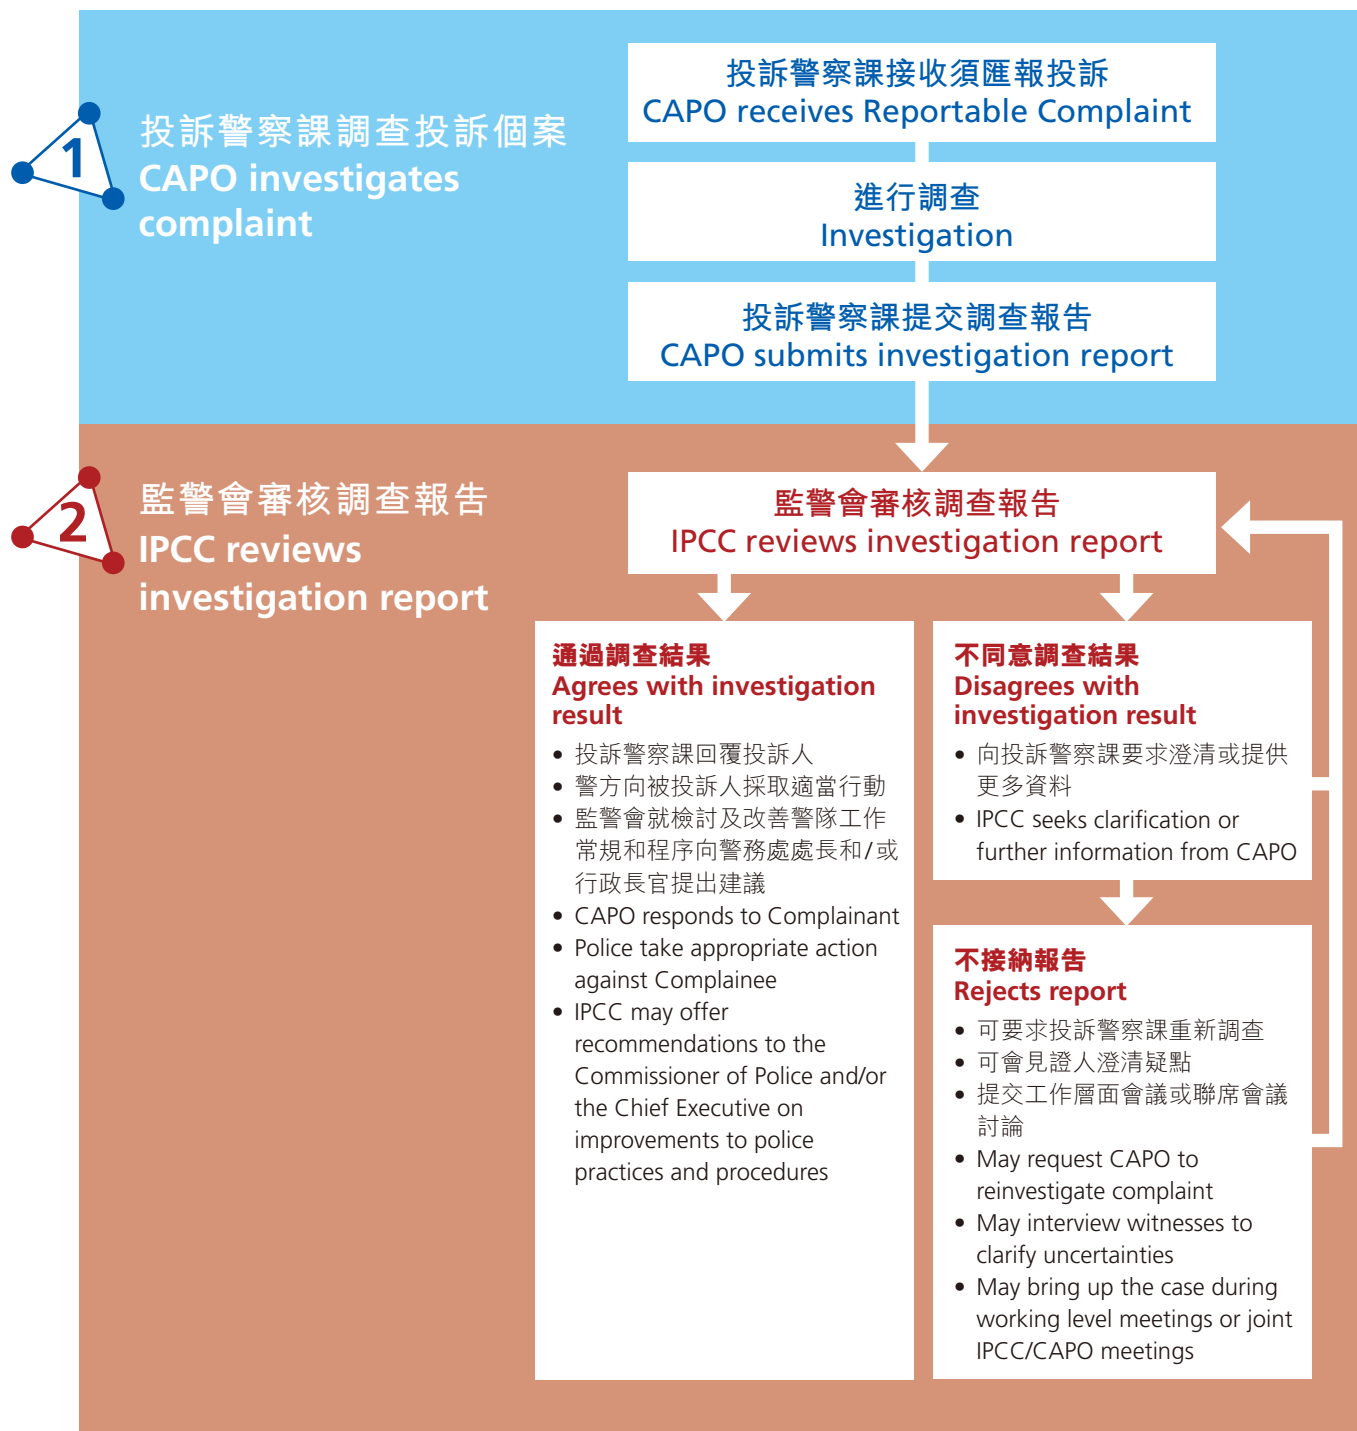 1
投訴警察課調查投訴個案
CAPO investigates
complaint
投訴警察課接收須匯報投訴
CAPO receives Reportable Complaint
進行調查
Investigation
投訴警察課提交調查報告
CAPO submits investigation report
2
監警會審核調查報告
IPCC reviews
investigation report
監警會審核調查報告
IPCC reviews investigation report
通過調查結果
Agrees with investigation
result
• 投訴警察課回覆投訴人
• 警方向被投訴人採取適當行動
• 監警會就檢討及改善警隊工作
常規和程序向警務處處長和/或
行政長官提出建議
• CAPO responds to Complainant
• Police take appropriate action
against Complainee
• IPCC may offer
recommendations to the
Commissioner of Police and/or
the Chief Executive on
improvements to police
practices and procedures
不同意調查結果
Disagrees with
investigation result
• 向投訴警察課要求澄清或提供
更多資料
• IPCC seeks clarification or
further information from CAPO
不接納報告
Rejects report
• 可要求投訴警察課重新調查
• 可會見證人澄清疑點
• 提交工作層面會議或聯席會議
討論
• May request CAPO to
reinvestigate complaint
• May interview witnesses to
clarify uncertainties
• May bring up the case during
working level meetings or joint
IPCC/CAPO meetings